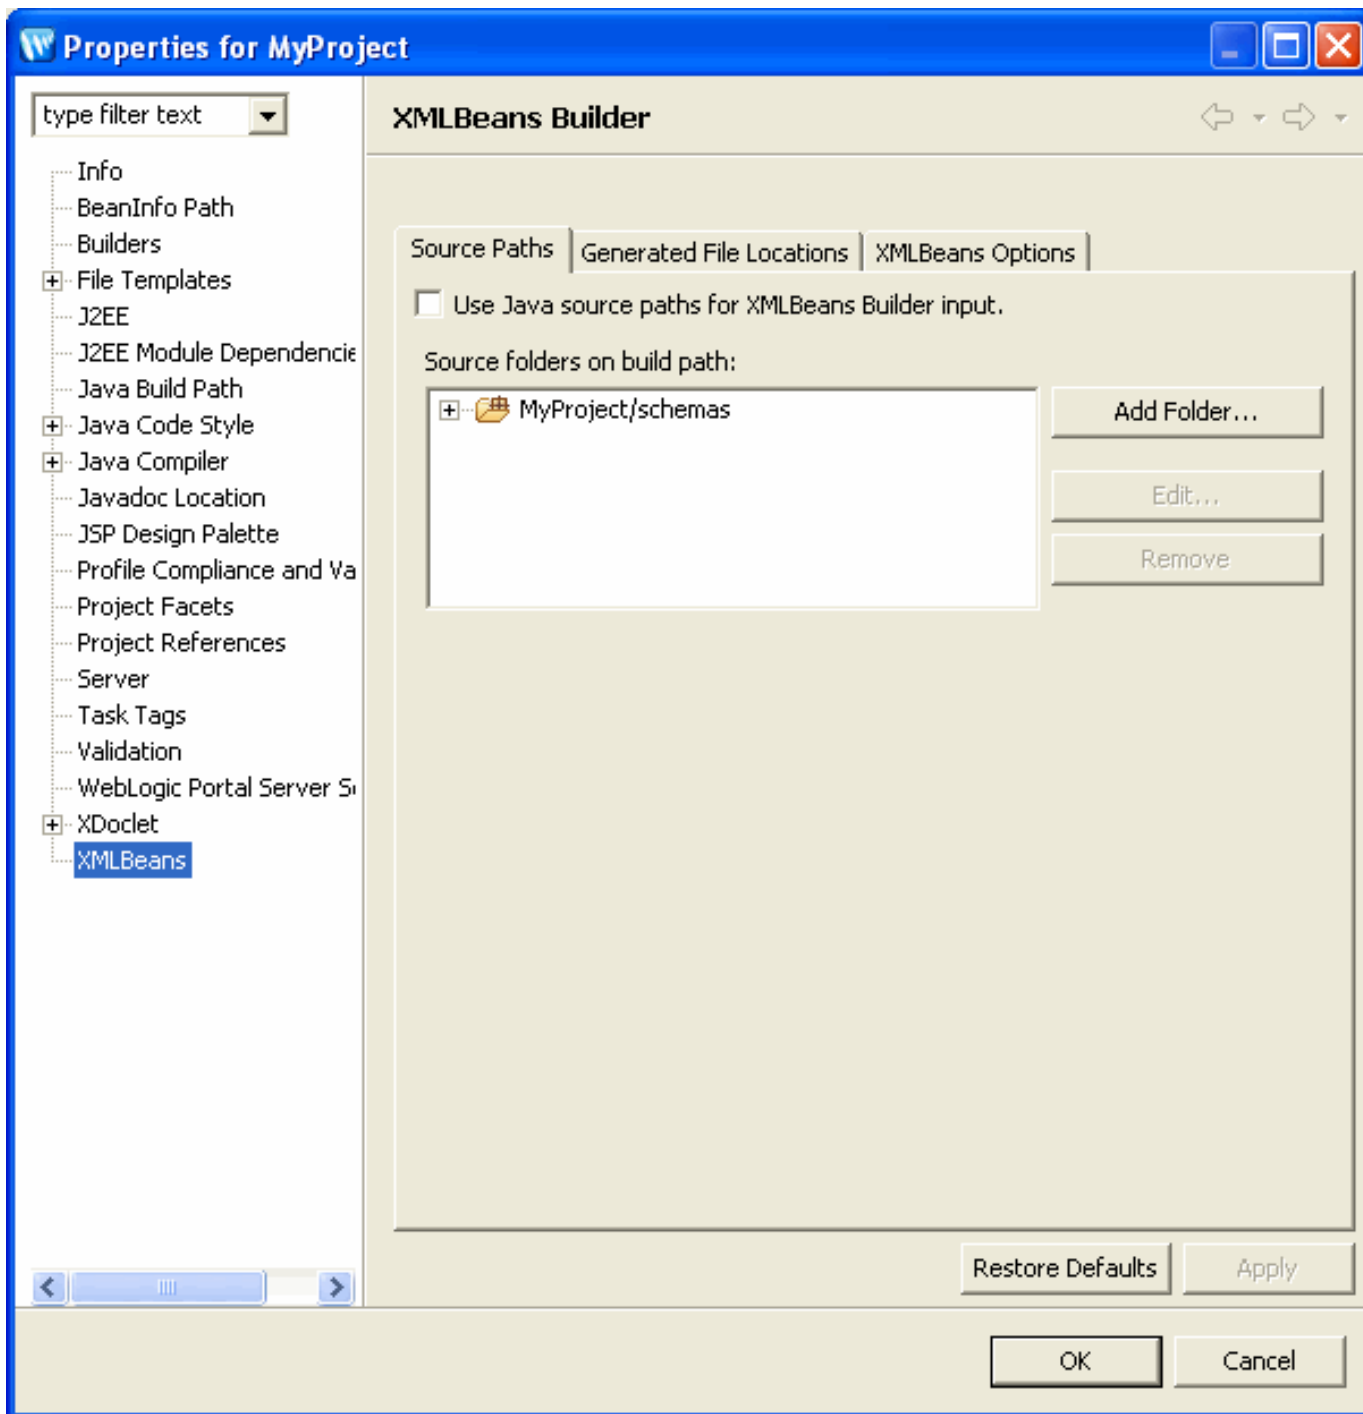 Properties for MyProject
type filter text
Info
BeanInfo Path
Builders
File Templates
J2EE
J2EE Module Dependencie
Java Build Path
Java Code Style
Java Compiler
Javadoc Location
JSP Design Palette
Profile Compliance and Va
Project Facets
Project References
Server
Task Tags
Validation
WebLogic Portal Server S
XDoclet
XMLBeans
XMLBeans Builder
Source Paths
Generated File Locations
XMLBeans Options
Use Java source paths for XMLBeans Builder input.
Source folders on build path:
MyProject/schemas
Add Folder...
Edit...
Remove
Restore Defaults
Apply
OK
Cancel